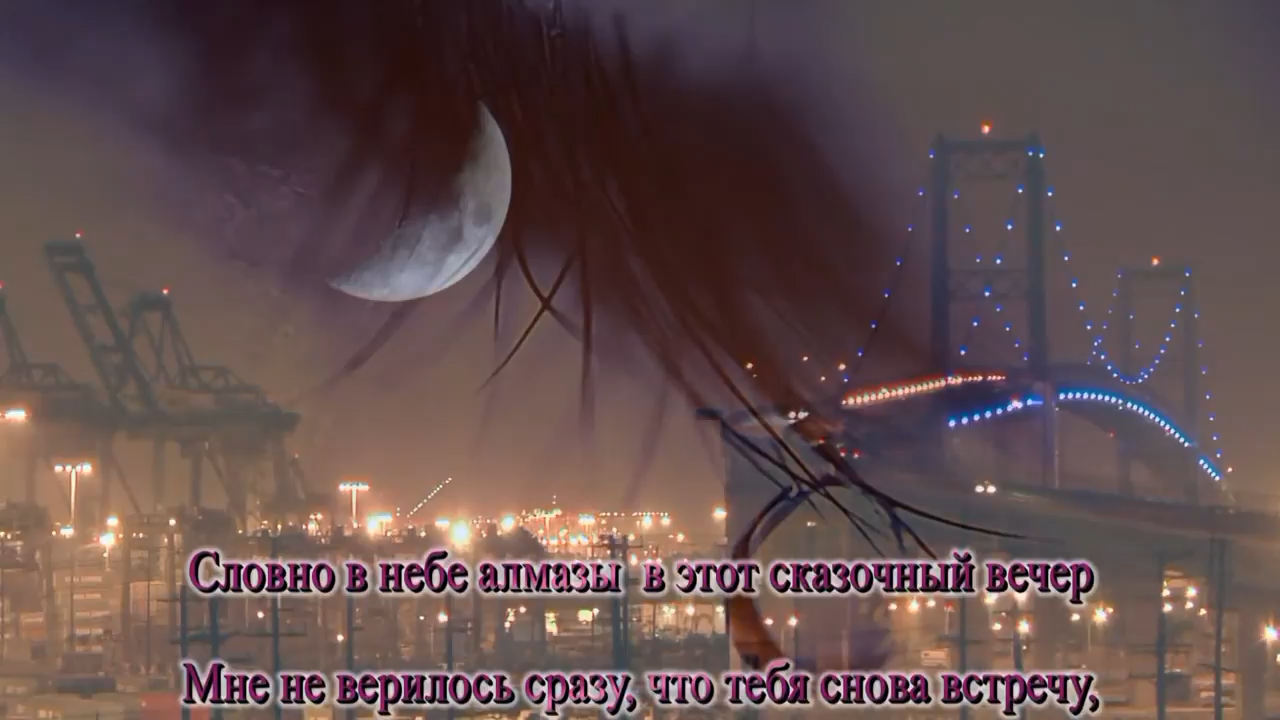 Словно в небе алмазы в этот сказочный вечер
Мне не верилось сразу, что тебя снова встречу,